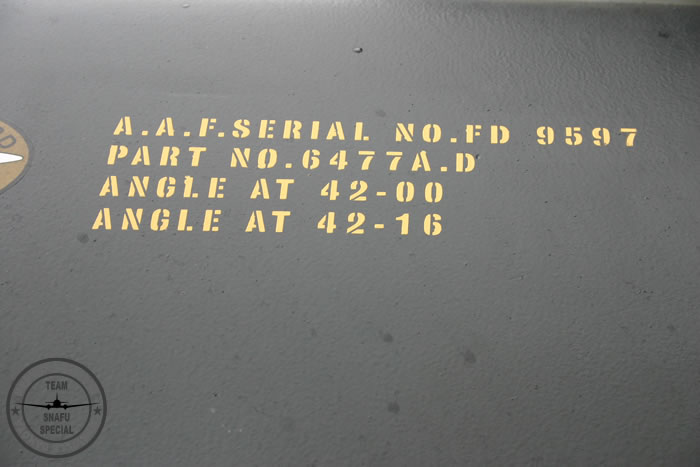 A.A.F.SERIAL NO.FD 9597
PART NO.6477A.D
ANGLE AT 42-00
ANGLE AT 42-16
TEAM
SNAFU
SPECIAL